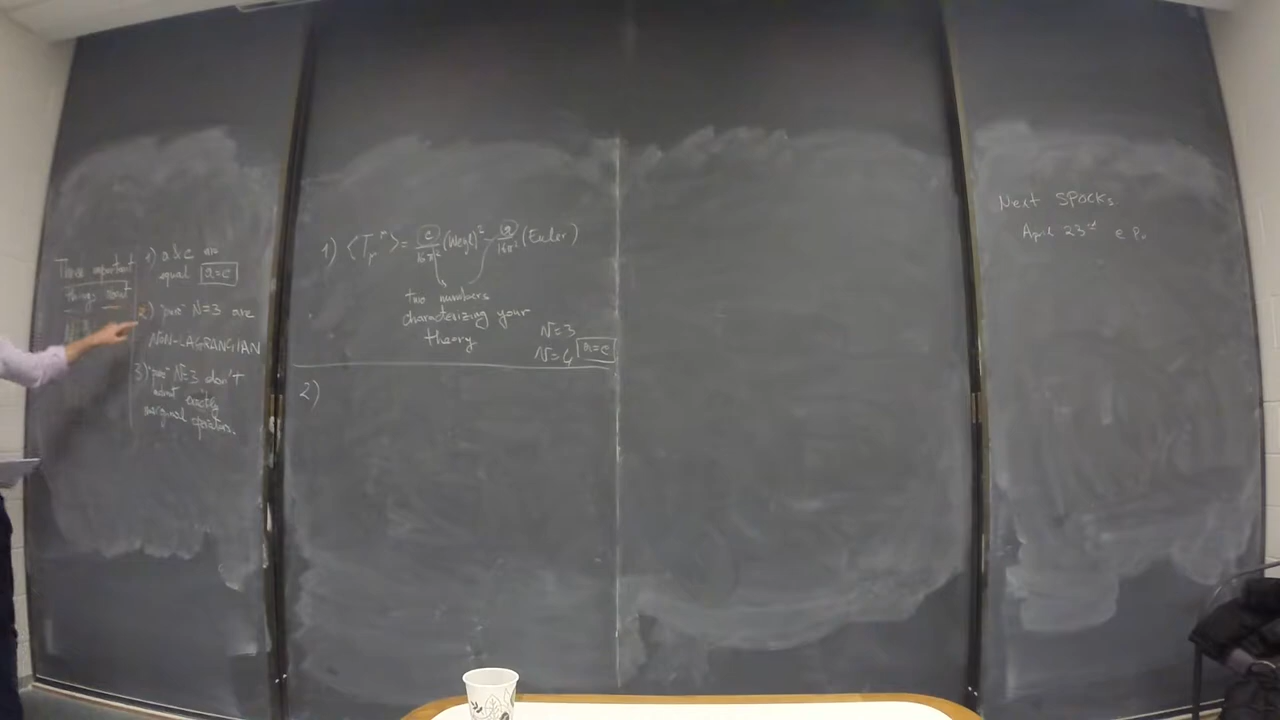 Three important
things about
N=3
1) a & c are
equal a=c
2) "pure" N=3 are
NON-LAGRANGIAN
3) "pure" N=3 don't
admit exactly
marginal operators.
1) ⟨T_μ^μ⟩ = c/16π² (Weyl)² - a/16π² (Euler)
two numbers
characterizing your
theory
N=3
N=4 a=c
2)
Next SPOCKS.
April 23rd @